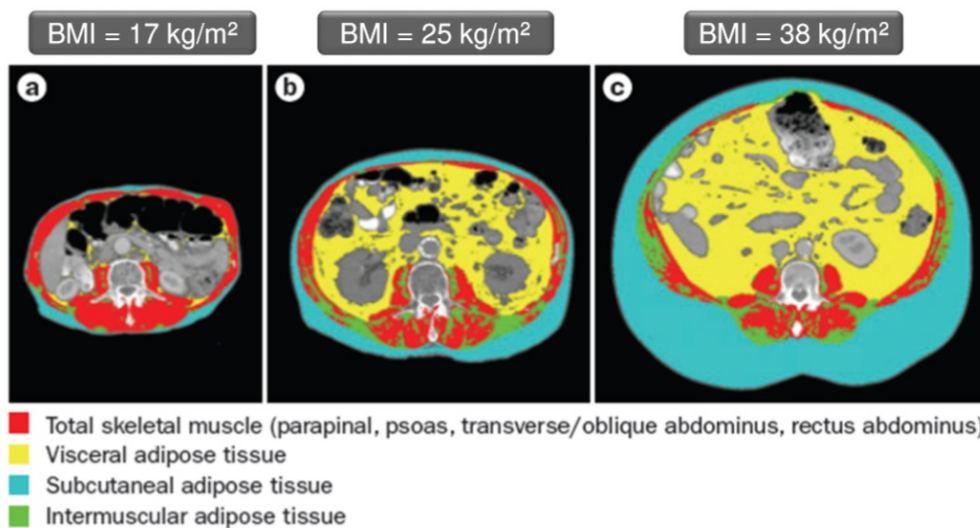 BMI = 17 kg/m²
BMI = 25 kg/m²
BMI = 38 kg/m²
a
b
c
Total skeletal muscle (parapinal, psoas, transverse/oblique abdominus, rectus abdominus)
Visceral adipose tissue
Subcutaneal adipose tissue
Intermuscular adipose tissue